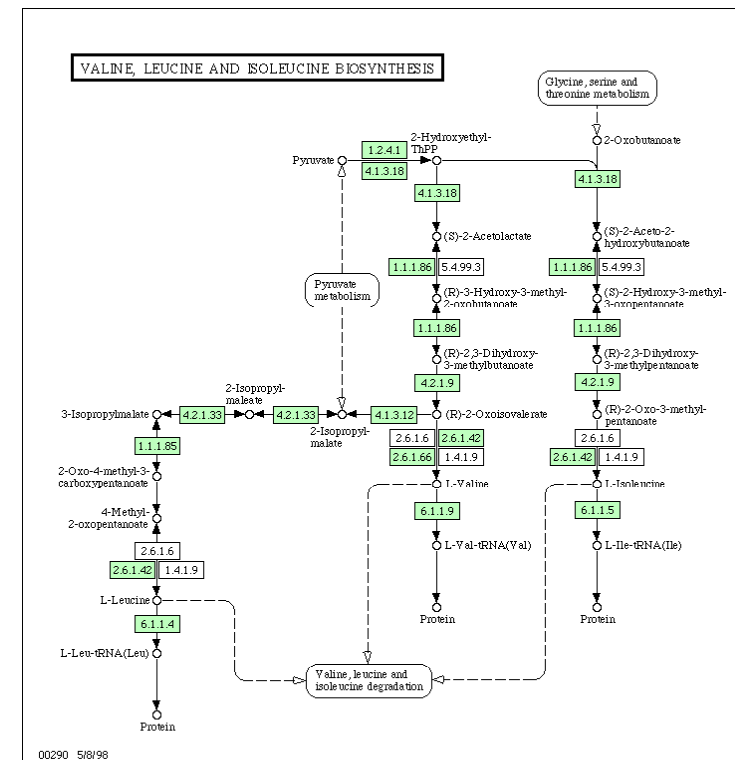 VALINE, LEUCINE AND ISOLEUCINE BIOSYNTHESIS
Glycine, serine and
threonine metabolism
2-Oxobutanoate
2-Hydroxyethyl-
ThPP
Pyruvate
1.2.4.1
4.1.3.18
4.1.3.18
4.1.3.18
(S)-2-Acetolactate
(S)-2-Aceto-2-
hydroxybutanoate
1.1.1.86
5.4.99.3
1.1.1.86
5.4.99.3
Pyruvate
metabolism
(R)-3-Hydroxy-3-methyl-
2-oxobutanoate
(S)-2-Hydroxy-3-methyl-
3-oxopentanoate
1.1.1.86
1.1.1.86
(R)-2,3-Dihydroxy-
3-methylbutanoate
(R)-2,3-Dihydroxy-
3-methylpentanoate
4.2.1.9
4.2.1.9
2-Isopropyl-
maleate
3-Isopropylmalate
4.2.1.33
4.2.1.33
2-Isopropyl-
malate
4.1.3.12
(R)-2-Oxoisovalerate
(R)-2-Oxo-3-methyl-
pentanoate
2.6.1.6
2.6.1.42
2.6.1.66
1.4.1.9
2.6.1.6
2.6.1.42
1.4.1.9
1.1.1.85
2-Oxo-4-methyl-3-
carboxypentanoate
L-Valine
L-Isoleucine
4-Methyl-
2-oxopentanoate
6.1.1.9
6.1.1.5
L-Val-tRNA(Val)
L-Ile-tRNA(Ile)
2.6.1.6
2.6.1.42
1.4.1.9
L-Leucine
Protein
Protein
6.1.1.4
L-Leu-tRNA(Leu)
Valine, leucine and
isoleucine degradation
Protein
00290 5/8/98